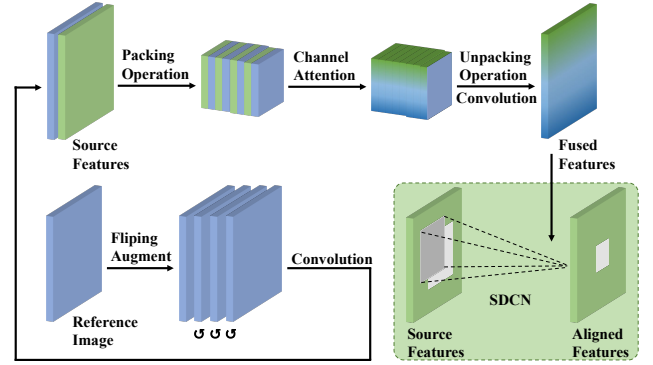 Packing
Operation
Channel
Attention
Unpacking
Operation
Convolution
Source
Features
Fused
Features
Fliping
Augment
Convolution
Reference
Image
↺ ↺ ↺
SDCN
Source
Features
Aligned
Features